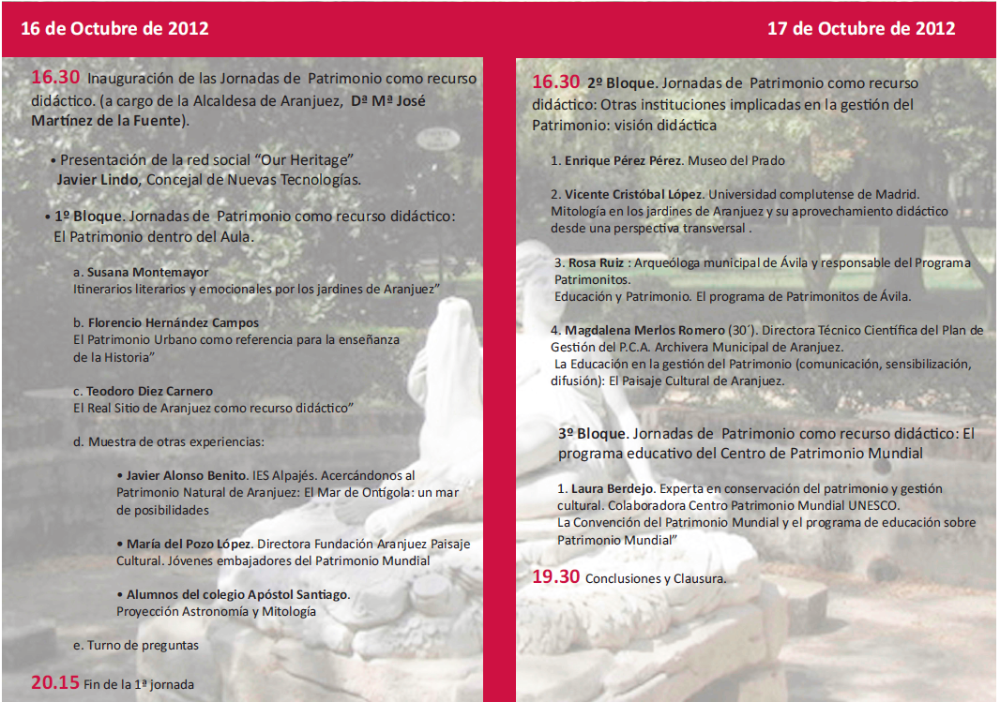 16 de Octubre de 2012
16.30 Inauguración de las Jornadas de Patrimonio como recurso
didáctico. (a cargo de la Alcaldesa de Aranjuez, Dª Mª José
Martínez de la Fuente).
• Presentación de la red social “Our Heritage”
Javier Lindo, Concejal de Nuevas Tecnologías.
• 1º Bloque. Jornadas de Patrimonio como recurso didáctico:
El Patrimonio dentro del Aula.
a. Susana Montemayor
Itinerarios literarios y emocionales por los jardines de Aranjuez”
b. Florencio Hernández Campos
El Patrimonio Urbano como referencia para la enseñanza
de la Historia”
c. Teodoro Diez Carnero
El Real Sitio de Aranjuez como recurso didáctico”
d. Muestra de otras experiencias:
• Javier Alonso Benito. IES Alpajés. Acercándonos al
Patrimonio Natural de Aranjuez: El Mar de Ontígola: un mar
de posibilidades
• María del Pozo López. Directora Fundación Aranjuez Paisaje
Cultural. Jóvenes embajadores del Patrimonio Mundial
• Alumnos del colegio Apóstol Santiago.
Proyección Astronomía y Mitología
e. Turno de preguntas
20.15 Fin de la 1ª jornada
17 de Octubre de 2012
16.30 2º Bloque. Jornadas de Patrimonio como recurso
didáctico: Otras instituciones implicadas en la gestión del
Patrimonio: visión didáctica
1. Enrique Pérez Pérez. Museo del Prado
2. Vicente Cristóbal López. Universidad complutense de Madrid.
Mitología en los jardines de Aranjuez y su aprovechamiento didáctico
desde una perspectiva transversal .
3. Rosa Ruiz : Arqueóloga municipal de Ávila y responsable del Programa
Patrimonitos.
Educación y Patrimonio. El programa de Patrimonitos de Ávila.
4. Magdalena Merlos Romero (30´). Directora Técnico Científica del Plan de
Gestión del P.C.A. Archivera Municipal de Aranjuez.
La Educación en la gestión del Patrimonio (comunicación, sensibilización,
difusión): El Paisaje Cultural de Aranjuez.
3º Bloque. Jornadas de Patrimonio como recurso didáctico: El
programa educativo del Centro de Patrimonio Mundial
1. Laura Berdejo. Experta en conservación del patrimonio y gestión
cultural. Colaboradora Centro Patrimonio Mundial UNESCO.
La Convención del Patrimonio Mundial y el programa de educación sobre
Patrimonio Mundial”
19.30 Conclusiones y Clausura.